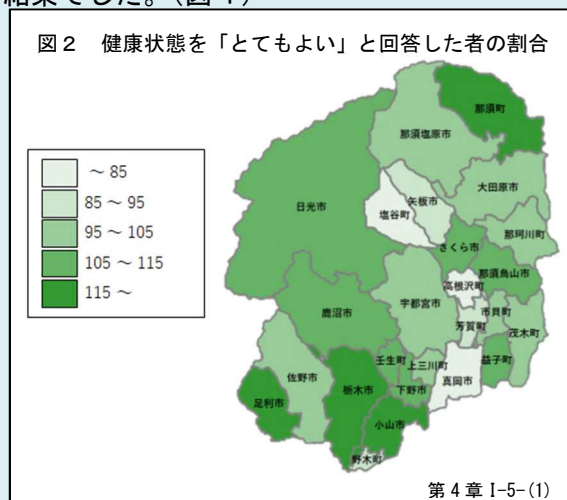 結果でした。（図1）
図2　健康状態を「とてもよい」と回答した者の割合
～ 85
85 ～ 95
95 ～ 105
105 ～ 115
115 ～
那須町
那須塩原市
大田原市
日光市
矢板市
塩谷町
那珂川町
さくら市
那須烏山市
高根沢町
宇都宮市
鹿沼市
市貝町
芳賀町
茂木町
壬生町
上三川町
益子町
佐野市
栃木市
下野市
真岡市
足利市
小山市
野木町
第4章Ⅰ-5-(1)